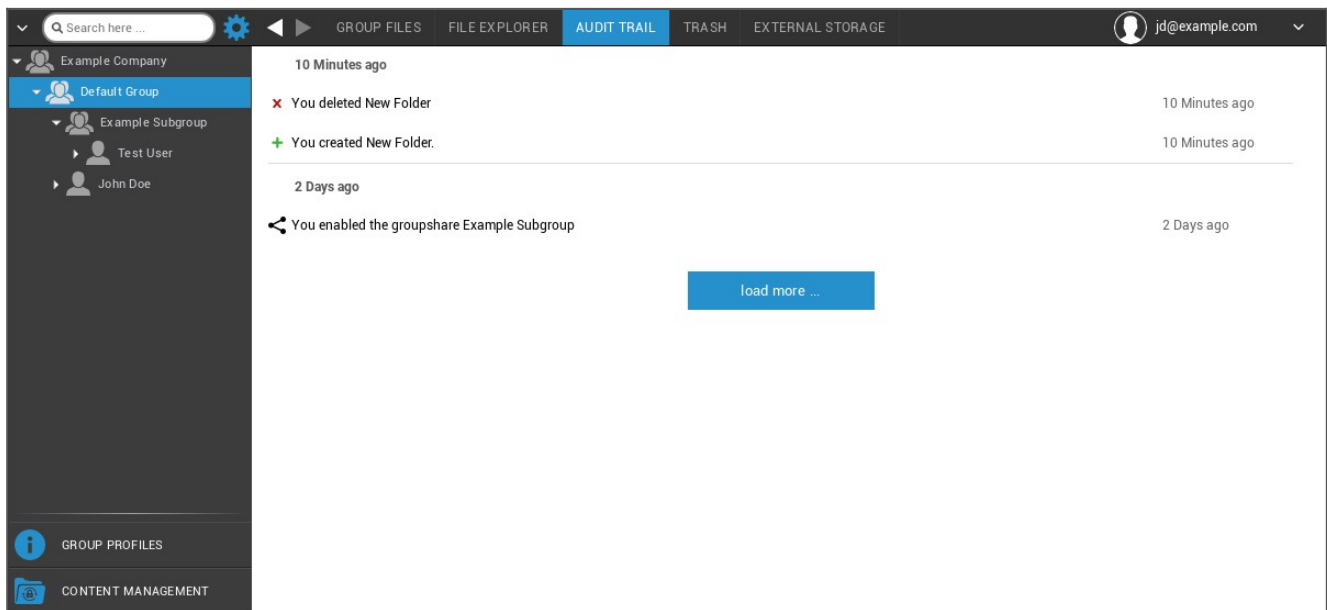 Search here ...
GROUP FILES FILE EXPLORER AUDIT TRAIL TRASH EXTERNAL STORAGE
jd@example.com
Example Company
Default Group
Example Subgroup
Test User
John Doe
GROUP PROFILES
CONTENT MANAGEMENT
10 Minutes ago
You deleted New Folder 10 Minutes ago
You created New Folder. 10 Minutes ago
2 Days ago
You enabled the groupshare Example Subgroup 2 Days ago
load more ...